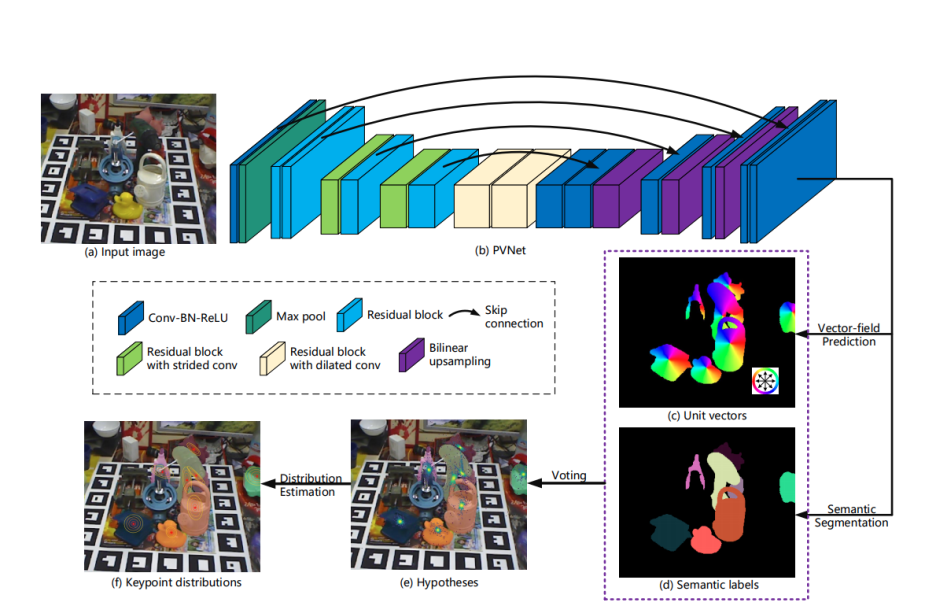 (a) Input image
(b) PVNet
Conv-BN-ReLU
Max pool
Residual block
Skip
connection
Residual block
with strided conv
Residual block
with dilated conv
Bilinear
upsampling
Vector-field
Prediction
(c) Unit vectors
Semantic
Segmentation
(d) Semantic labels
Voting
(e) Hypotheses
Distribution
Estimation
(f) Keypoint distributions